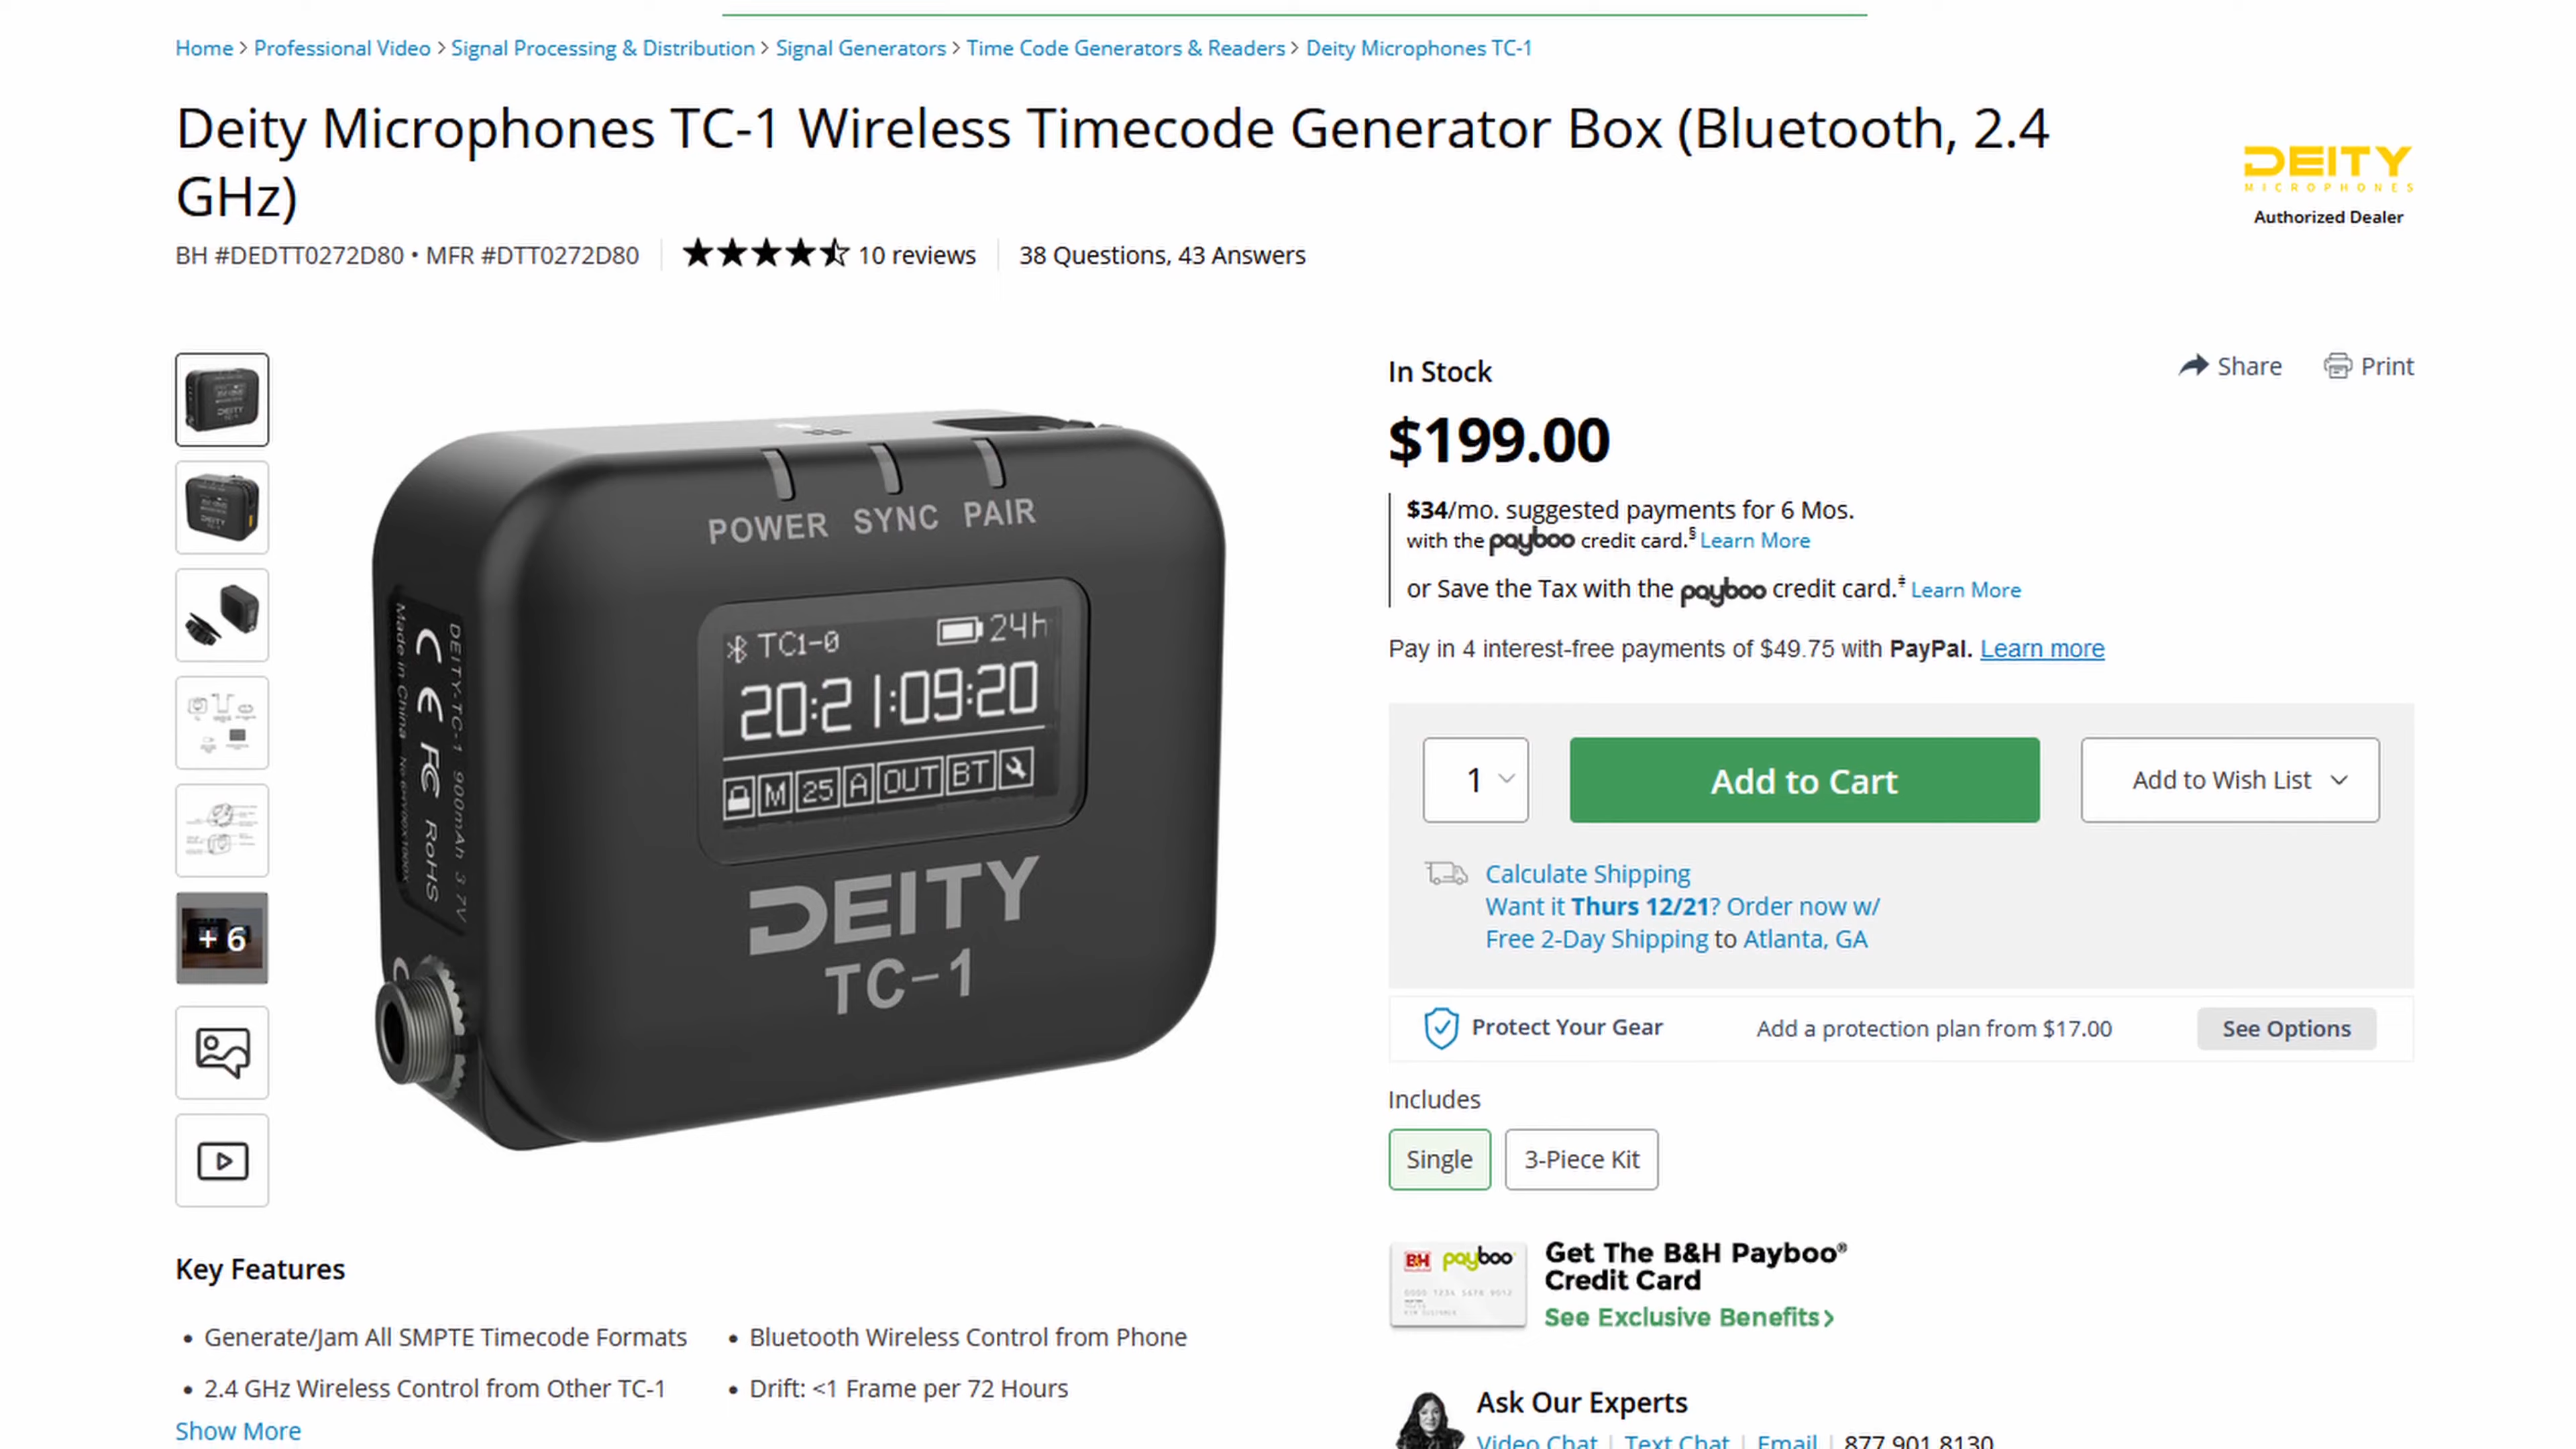 Home > Professional Video > Signal Processing & Distribution > Signal Generators > Time Code Generators & Readers > Deity Microphones TC-1
Deity Microphones TC-1 Wireless Timecode Generator Box (Bluetooth, 2.4
GHz)
DEITY
MICROPHONES
Authorized Dealer
BH #DEDTT0272D80 • MFR #DTT0272D80
10 reviews
38 Questions, 43 Answers
POWER SYNC PAIR
TC1-0 24h
20:21:09:20
M 25 A OUT BT
DEITY
TC-1
DEITY-TC-1 900mAh 3.7V
CE FC RoHS
Made in China
+ 6
In Stock
Share
Print
$199.00
$34/mo. suggested payments for 6 Mos.
with the payboo credit card.§ Learn More
or Save the Tax with the payboo credit card.‡ Learn More
Pay in 4 interest-free payments of $49.75 with PayPal. Learn more
1
Add to Cart
Add to Wish List
Calculate Shipping
Want it Thurs 12/21? Order now w/
Free 2-Day Shipping to Atlanta, GA
Protect Your Gear
Add a protection plan from $17.00
See Options
Includes
Single
3-Piece Kit
BH payboo
Get The B&H Payboo®
Credit Card
See Exclusive Benefits >
Key Features
• Generate/Jam All SMPTE Timecode Formats
• Bluetooth Wireless Control from Phone
• 2.4 GHz Wireless Control from Other TC-1
• Drift: <1 Frame per 72 Hours
Show More
Ask Our Experts
Video Chat | Text Chat | Email | 877.901.8130